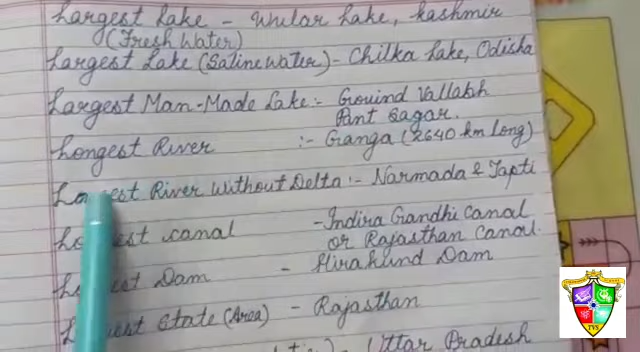 Largest Lake - Wular Lake, Kashmir
(Fresh Water)
Largest Lake (Saline Water) - Chilka Lake, Odisha
Largest Man-Made Lake :- Govind Vallabh
Pant Sagar.
Longest River :- Ganga (2640 km Long)
Longest River Without Delta :- Narmada & Tapti
est canal - Indira Gandhi Canal
or Rajasthan Canal.
est Dam - Hirakund Dam
est State (Area) - Rajasthan
Uttar Pradesh
TVS